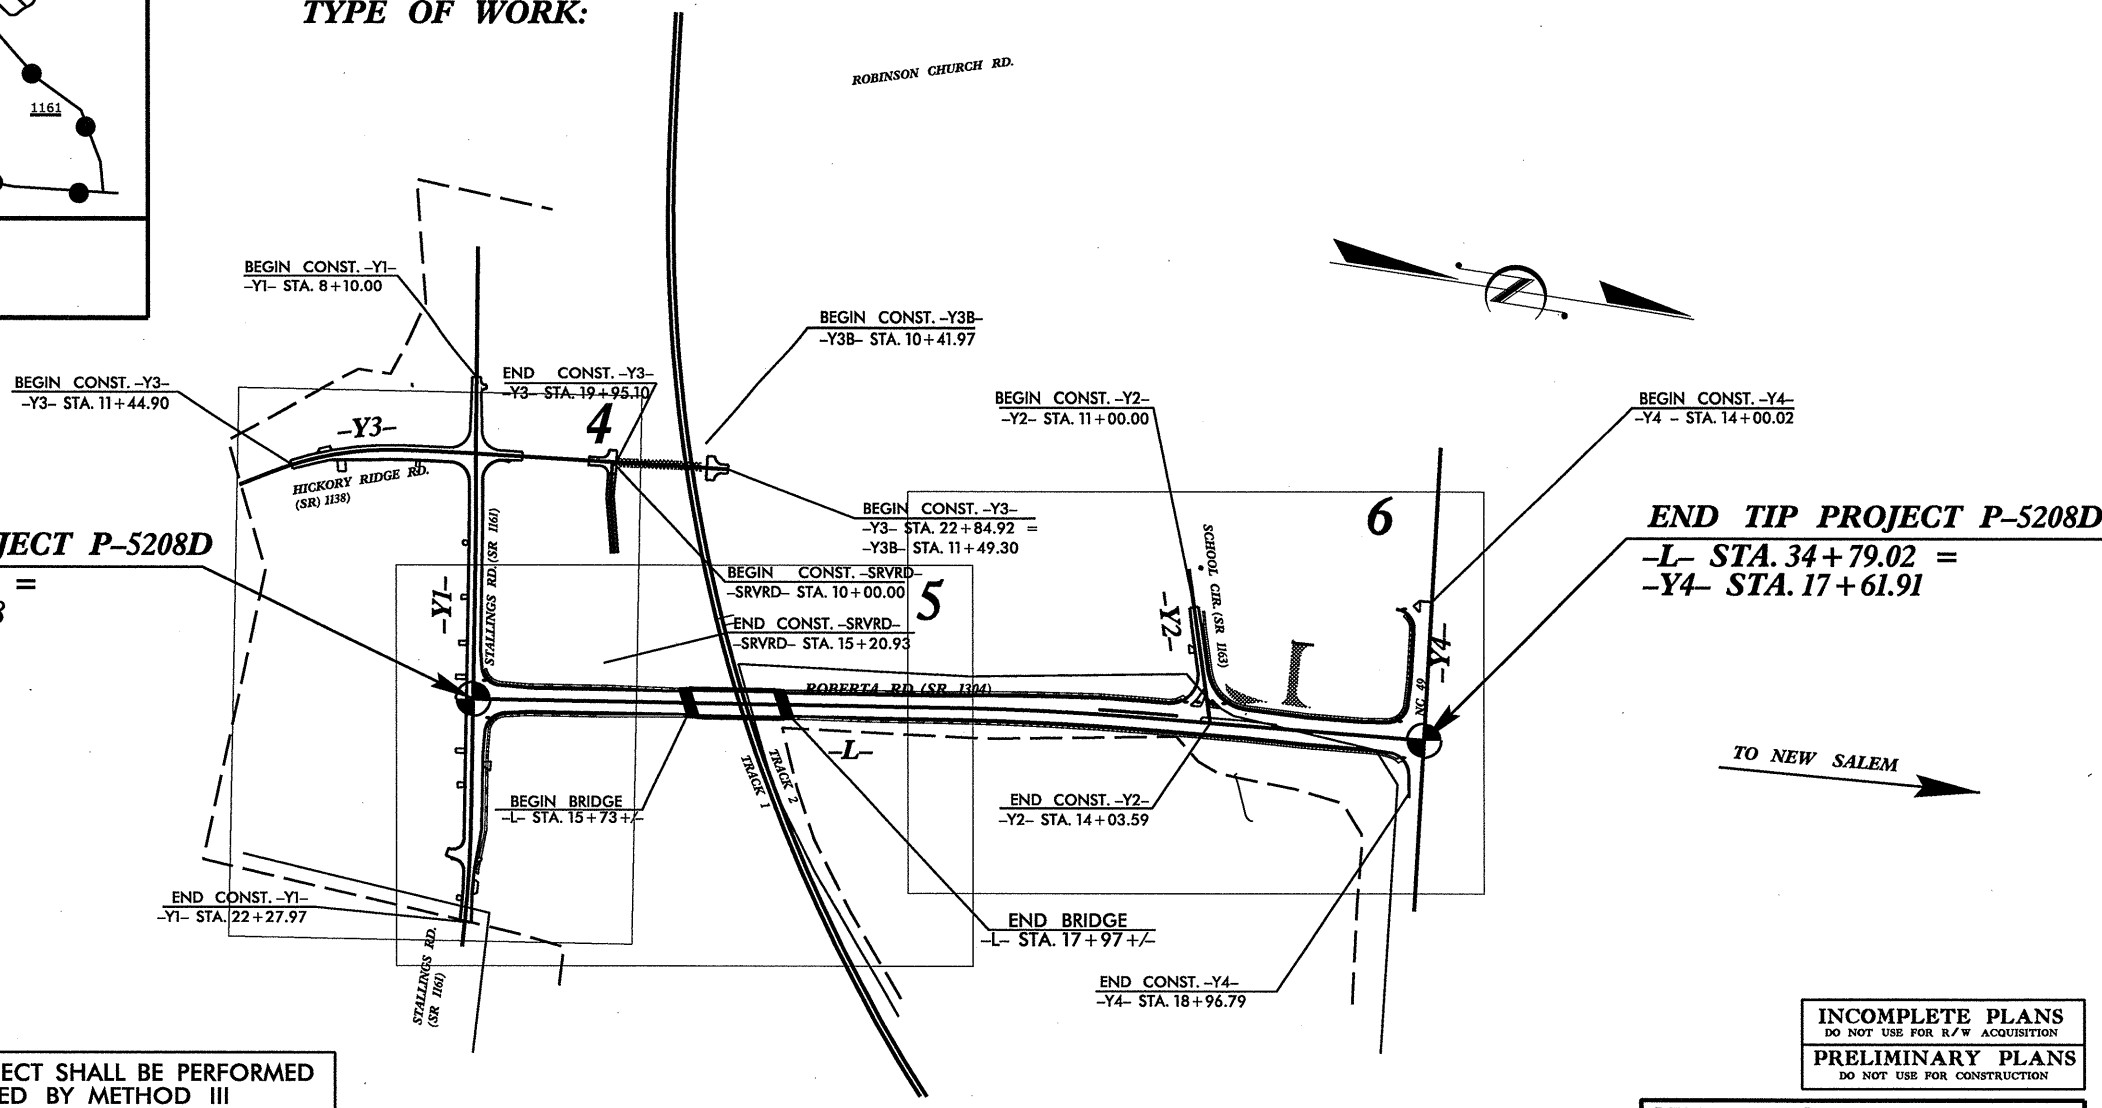 TYPE OF WORK:
ROBINSON CHURCH RD.
1161
BEGIN CONST. –Y1–
–Y1– STA. 8+10.00
BEGIN CONST. –Y3B–
–Y3B– STA. 10+41.97
BEGIN CONST. –Y3–
–Y3– STA. 11+44.90
END CONST. –Y3–
–Y3– STA. 19+95.10
4
–Y3–
HICKORY RIDGE RD.
(SR) 1138)
BEGIN CONST. –Y2–
–Y2– STA. 11+00.00
BEGIN CONST. –Y4–
–Y4 – STA. 14+00.02
BEGIN CONST. –Y3–
–Y3– STA. 22+84.92 =
–Y3B– STA. 11+49.30
6
END TIP PROJECT P–5208D
–L– STA. 34+79.02 =
–Y4– STA. 17+61.91
JECT P–5208D
=
BEGIN CONST. –SRVRD–
–SRVRD– STA. 10+00.00
5
END CONST. –SRVRD–
–SRVRD– STA. 15+20.93
–Y1–
STALLINGS RD. (SR 1161)
–Y2–
SCHOOL CIR. (SR 1163)
–Y4–
NC 49
ROBERTA RD. (SR 1304)
–L–
TRACK 1
TRACK 2
TO NEW SALEM
BEGIN BRIDGE
–L– STA. 15+73 +/–
END CONST. –Y2–
–Y2– STA. 14+03.59
END CONST. –Y1–
–Y1– STA. 22+27.97
STALLINGS RD.
(SR 1161)
END BRIDGE
–L– STA. 17+97 +/–
END CONST. –Y4–
–Y4– STA. 18+96.79
INCOMPLETE PLANS
DO NOT USE FOR R/W ACQUISITION
PRELIMINARY PLANS
DO NOT USE FOR CONSTRUCTION
ECT SHALL BE PERFORMED
ED BY METHOD III